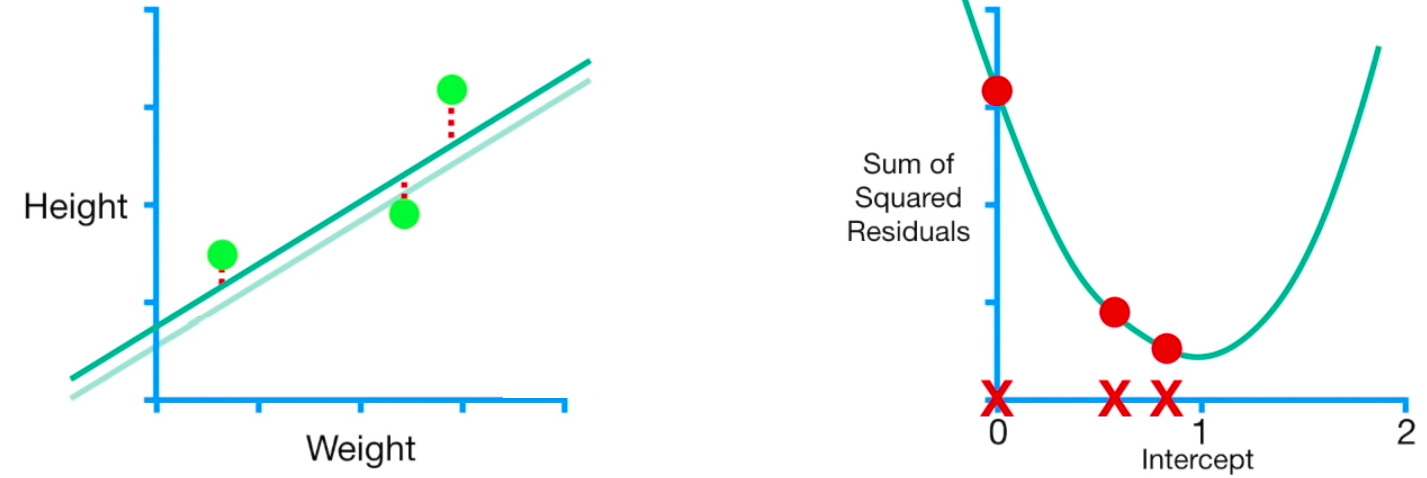 Height
Weight
Sum of
Squared
Residuals
X X X
0 1 2
Intercept